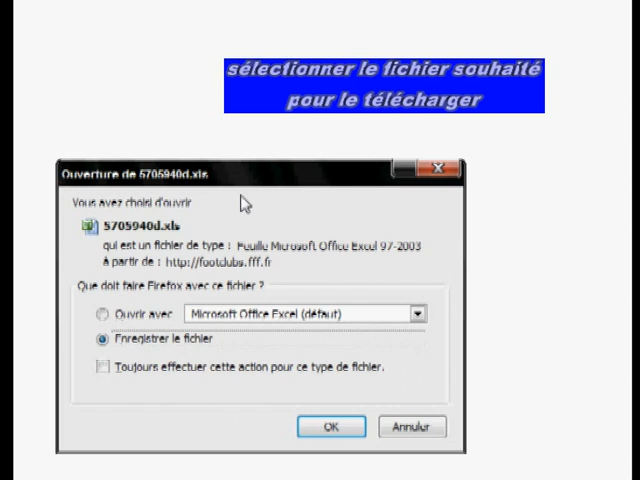 sélectionner le fichier souhaité
pour le télécharger
Ouverture de 5705940d.xls
Vous avez choisi d'ouvrir
5705940d.xls
qui est un fichier de type : Feuille Microsoft Office Excel 97-2003
à partir de : http://footclubs.fff.fr
Que doit faire Firefox avec ce fichier ?
Ouvrir avec Microsoft Office Excel (défaut)
Enregistrer le fichier
Toujours effectuer cette action pour ce type de fichier.
OK Annuler